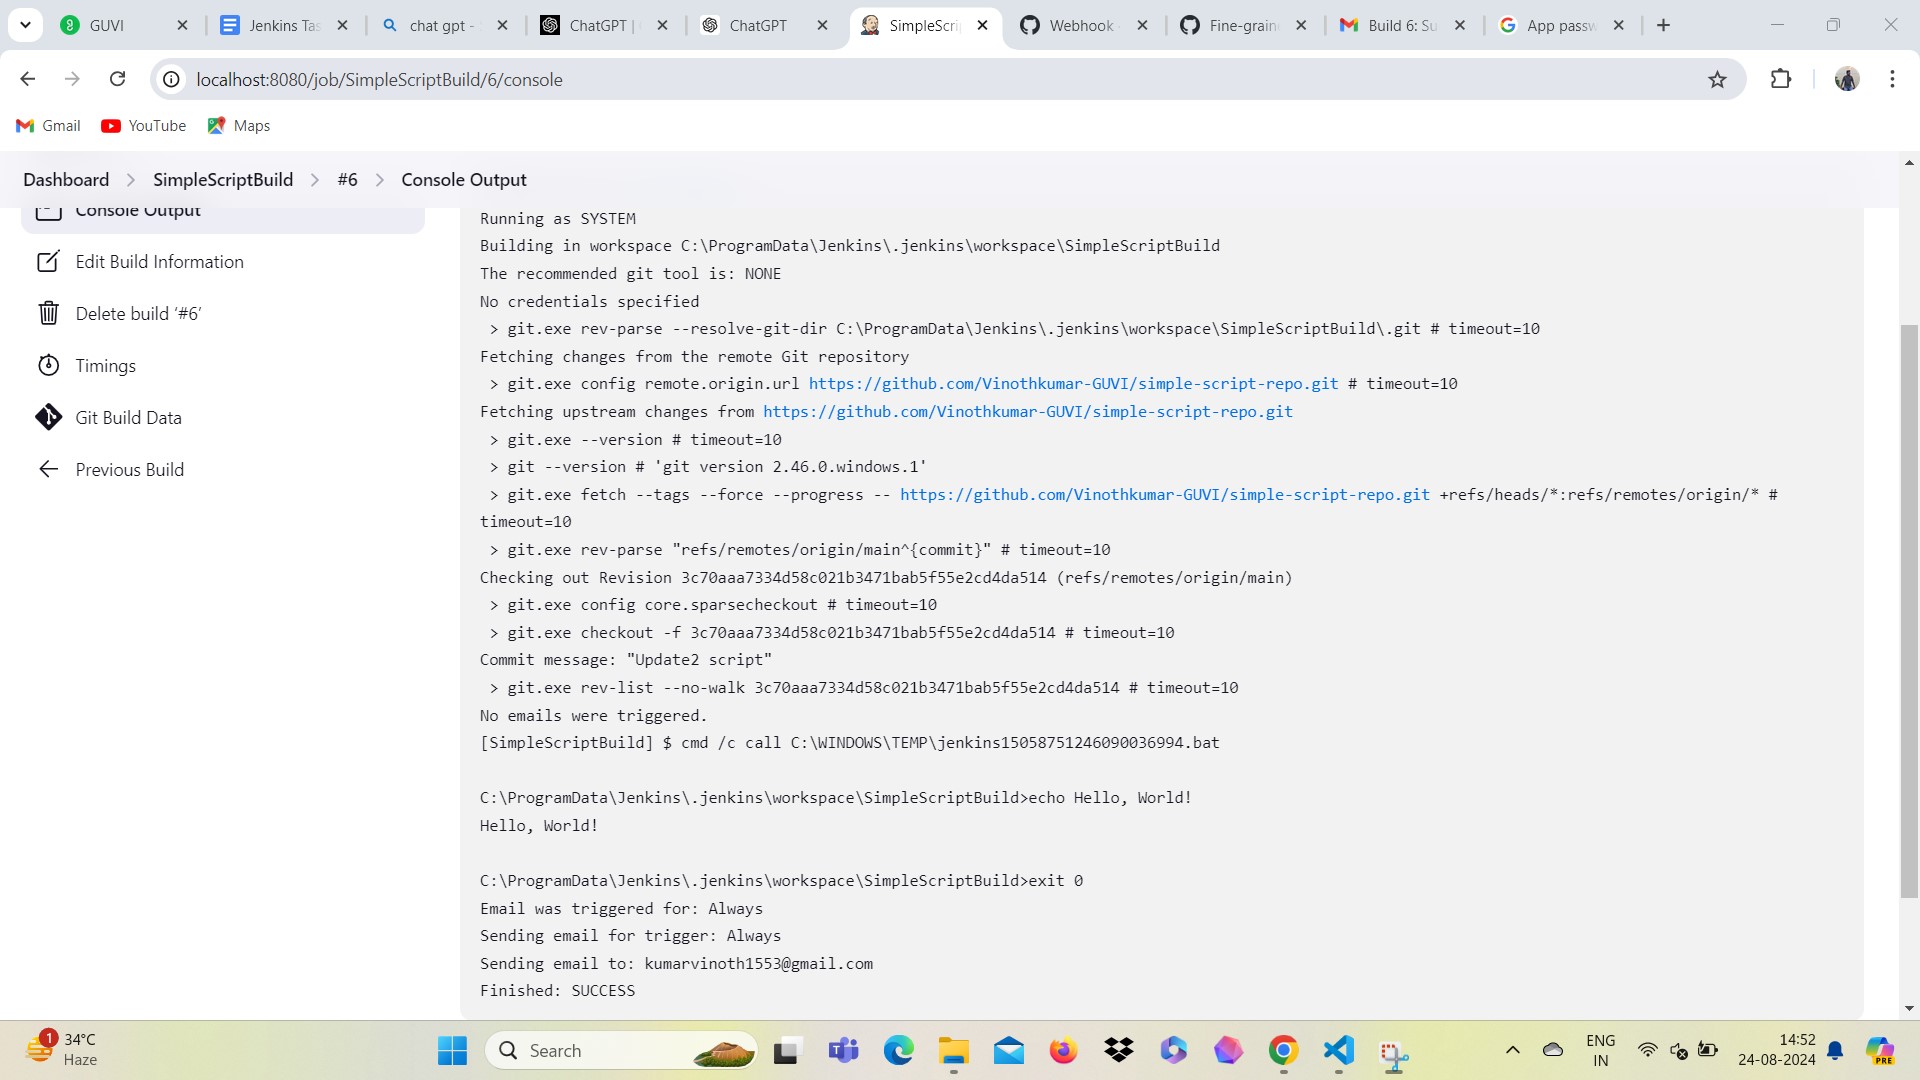 GUVI
Jenkins Tas
chat gpt -
ChatGPT |
ChatGPT
SimpleScri
Webhook
Fine-grain
Build 6: Su
App passw
localhost:8080/job/SimpleScriptBuild/6/console
Gmail
YouTube
Maps
Dashboard
SimpleScriptBuild
#6
Console Output
Console Output
Edit Build Information
Delete build ‘#6’
Timings
Git Build Data
Previous Build
Running as SYSTEM
Building in workspace C:\ProgramData\Jenkins\.jenkins\workspace\SimpleScriptBuild
The recommended git tool is: NONE
No credentials specified
> git.exe rev-parse --resolve-git-dir C:\ProgramData\Jenkins\.jenkins\workspace\SimpleScriptBuild\.git # timeout=10
Fetching changes from the remote Git repository
> git.exe config remote.origin.url https://github.com/Vinothkumar-GUVI/simple-script-repo.git # timeout=10
Fetching upstream changes from https://github.com/Vinothkumar-GUVI/simple-script-repo.git
> git.exe --version # timeout=10
> git --version # 'git version 2.46.0.windows.1'
> git.exe fetch --tags --force --progress -- https://github.com/Vinothkumar-GUVI/simple-script-repo.git +refs/heads/*:refs/remotes/origin/* #
timeout=10
> git.exe rev-parse "refs/remotes/origin/main^{commit}" # timeout=10
Checking out Revision 3c70aaa7334d58c021b3471bab5f55e2cd4da514 (refs/remotes/origin/main)
> git.exe config core.sparsecheckout # timeout=10
> git.exe checkout -f 3c70aaa7334d58c021b3471bab5f55e2cd4da514 # timeout=10
Commit message: "Update2 script"
> git.exe rev-list --no-walk 3c70aaa7334d58c021b3471bab5f55e2cd4da514 # timeout=10
No emails were triggered.
[SimpleScriptBuild] $ cmd /c call C:\WINDOWS\TEMP\jenkins15058751246090036994.bat
C:\ProgramData\Jenkins\.jenkins\workspace\SimpleScriptBuild>echo Hello, World!
Hello, World!
C:\ProgramData\Jenkins\.jenkins\workspace\SimpleScriptBuild>exit 0
Email was triggered for: Always
Sending email for trigger: Always
Sending email to: kumarvinoth1553@gmail.com
Finished: SUCCESS
1
34°C
Haze
Search
ENG
IN
14:52
24-08-2024
PRE